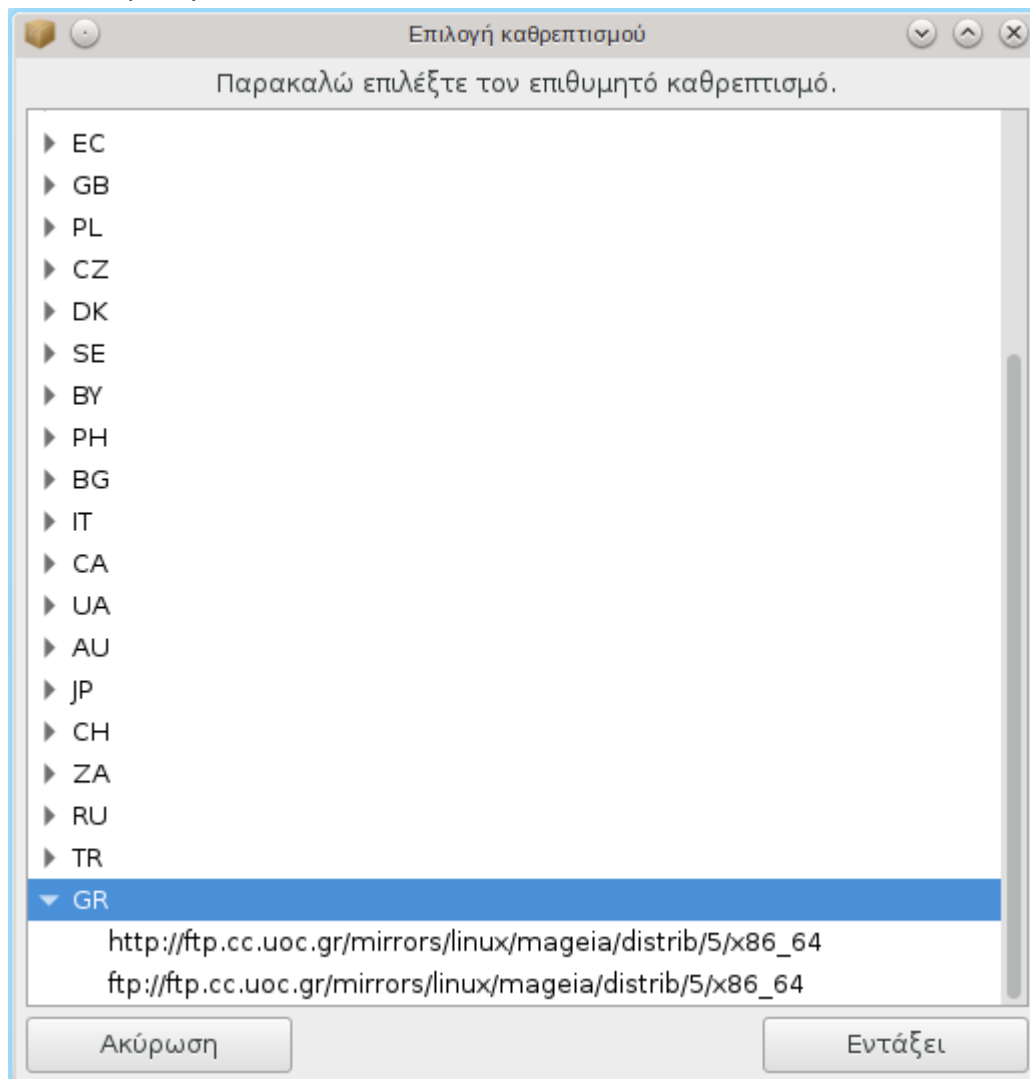 Επιλογή καθρεπτισμού
Παρακαλώ επιλέξτε τον επιθυμητό καθρεπτισμό.
EC
GB
PL
CZ
DK
SE
BY
PH
BG
IT
CA
UA
AU
JP
CH
ZA
RU
TR
GR
http://ftp.cc.uoc.gr/mirrors/linux/mageia/distrib/5/x86_64
ftp://ftp.cc.uoc.gr/mirrors/linux/mageia/distrib/5/x86_64
Ακύρωση Εντάξει